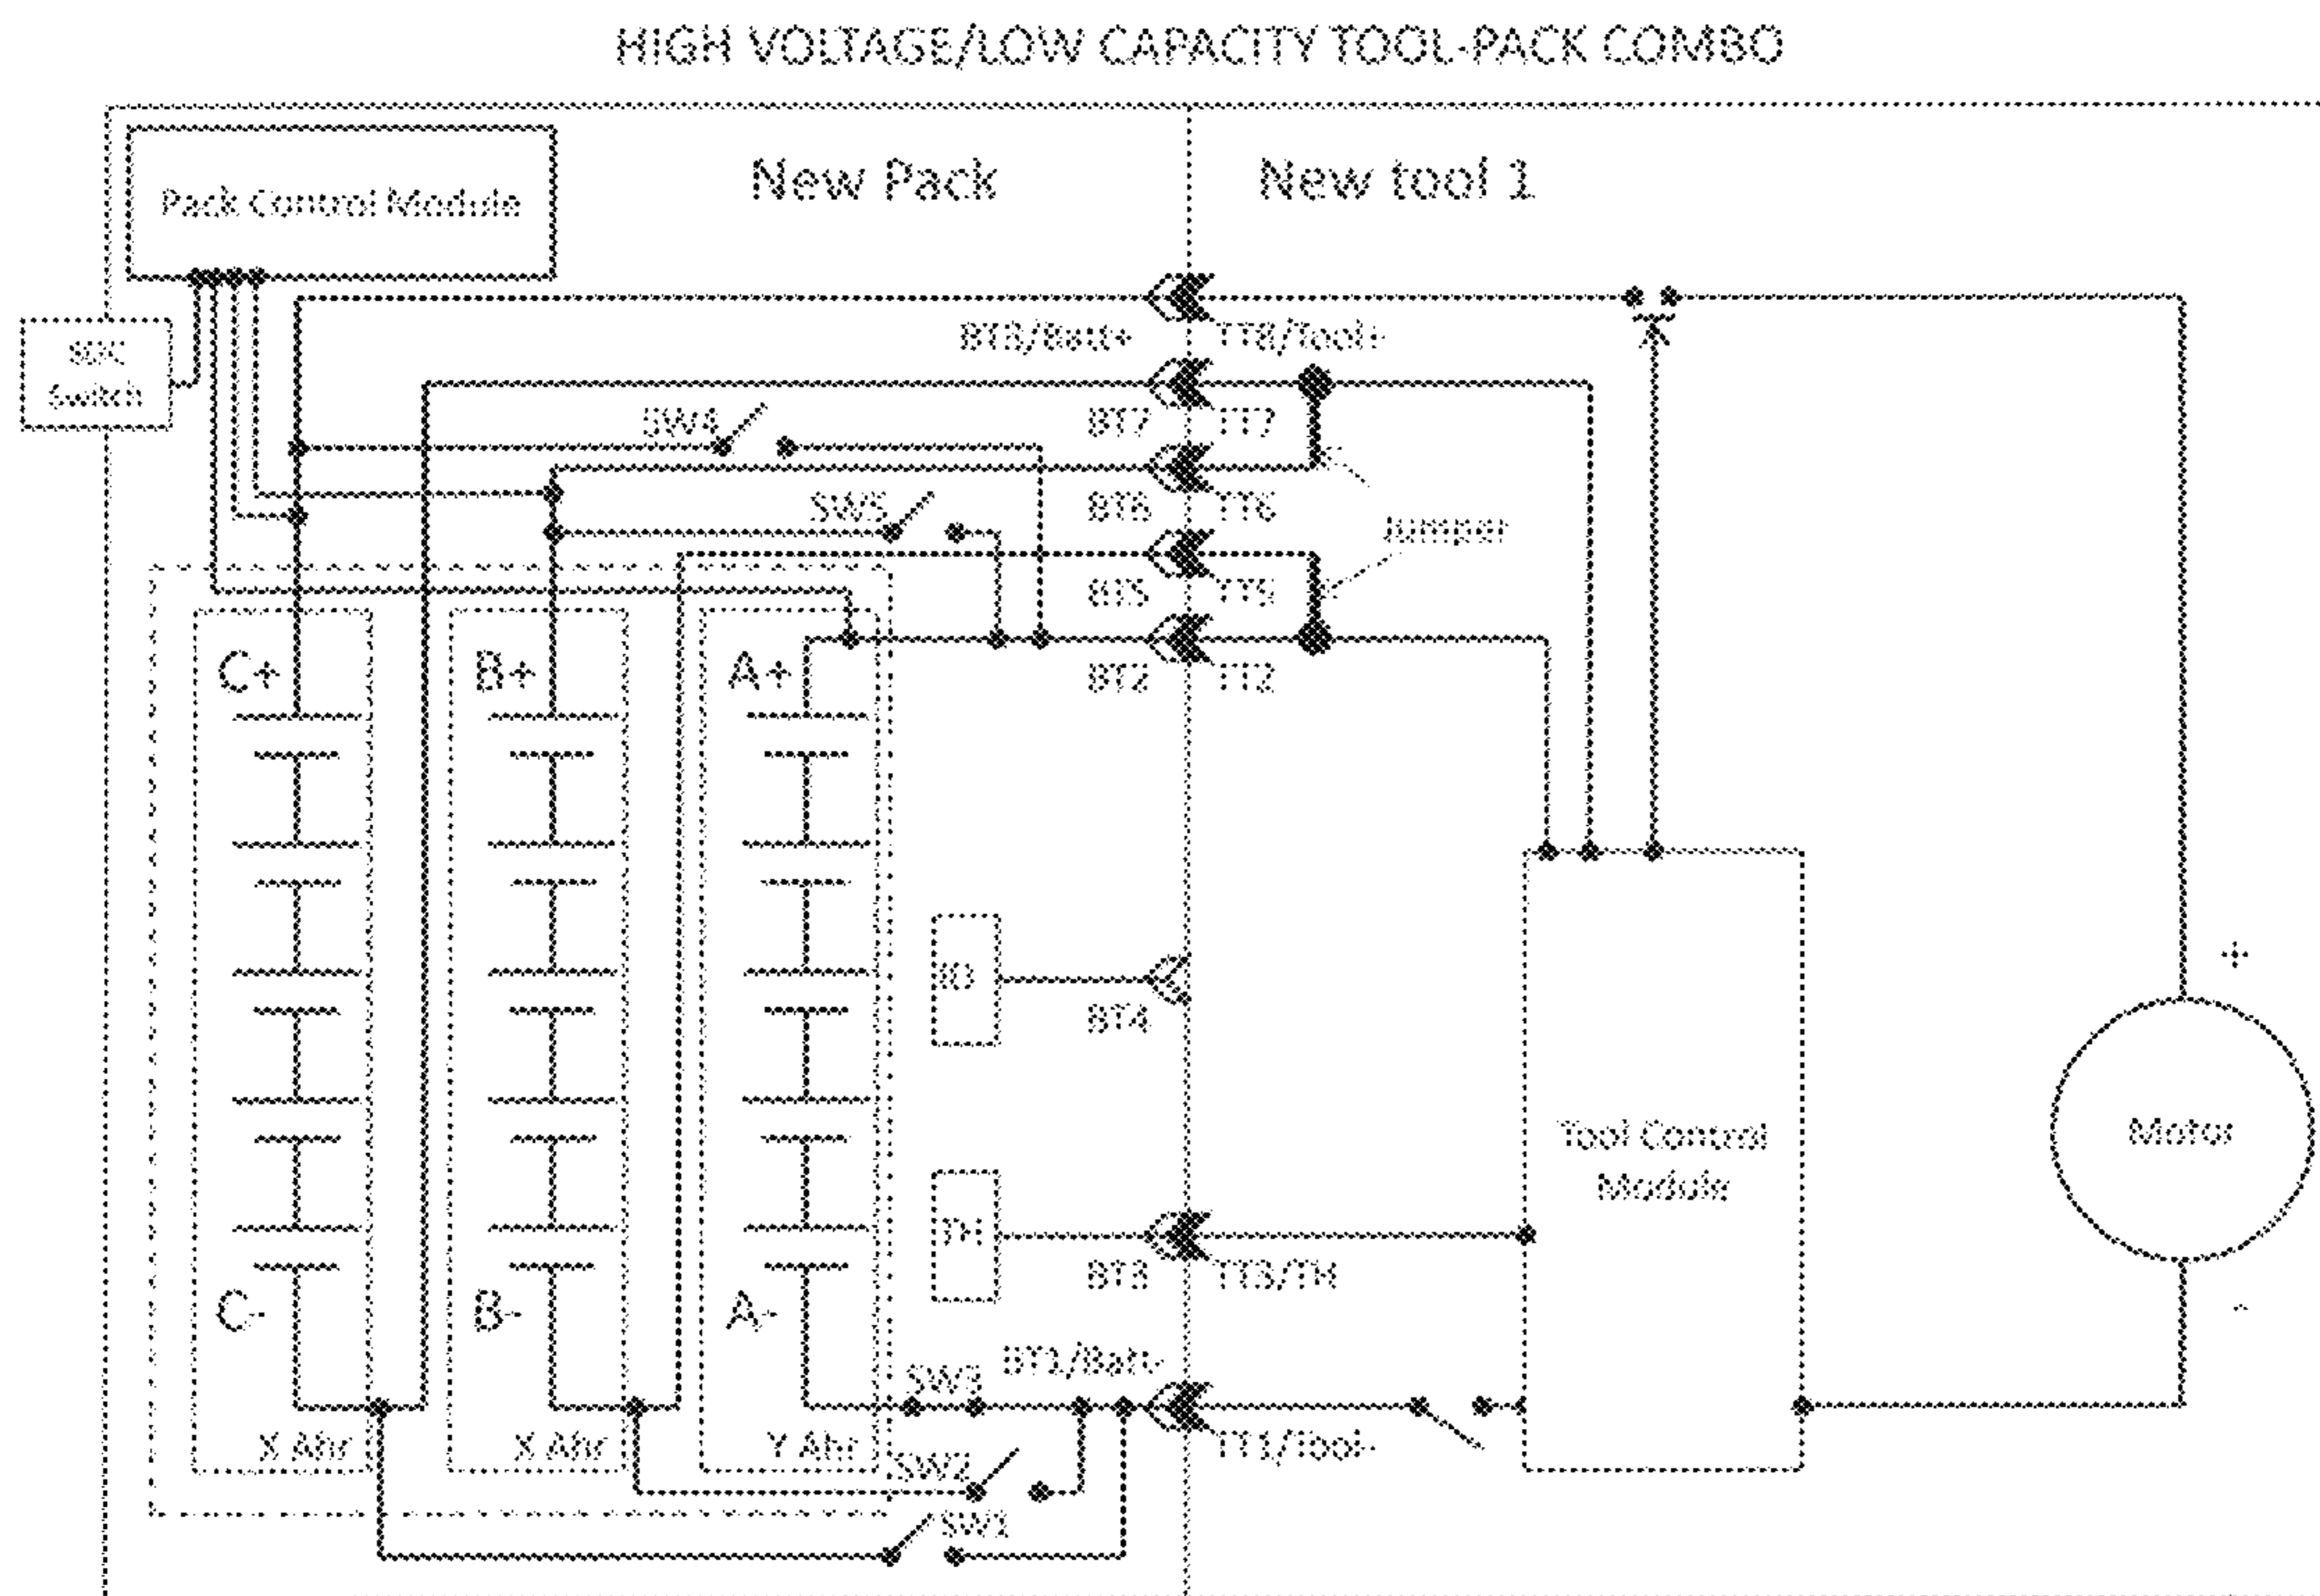 HIGH VOLTAGE/LOW CAPACITY TOOL-PACK COMBO
Pack Control Module
New Pack
New tool 1
Switch
BT8/Batt+
TT8/Tool+
SW4
BT7
TT7
SW5
BT6
TT6
Jumper
BT5
TT5
C+
B+
A+
BT2
TT2
ID
BT4
Tool Control
Module
Motor
+
-
TH
BT3
TT3/TH
C-
B-
A-
SW3
BT1/Batt-
X Ahr
X Ahr
Y Ahr
SW2
TT1/Tool-
SW1